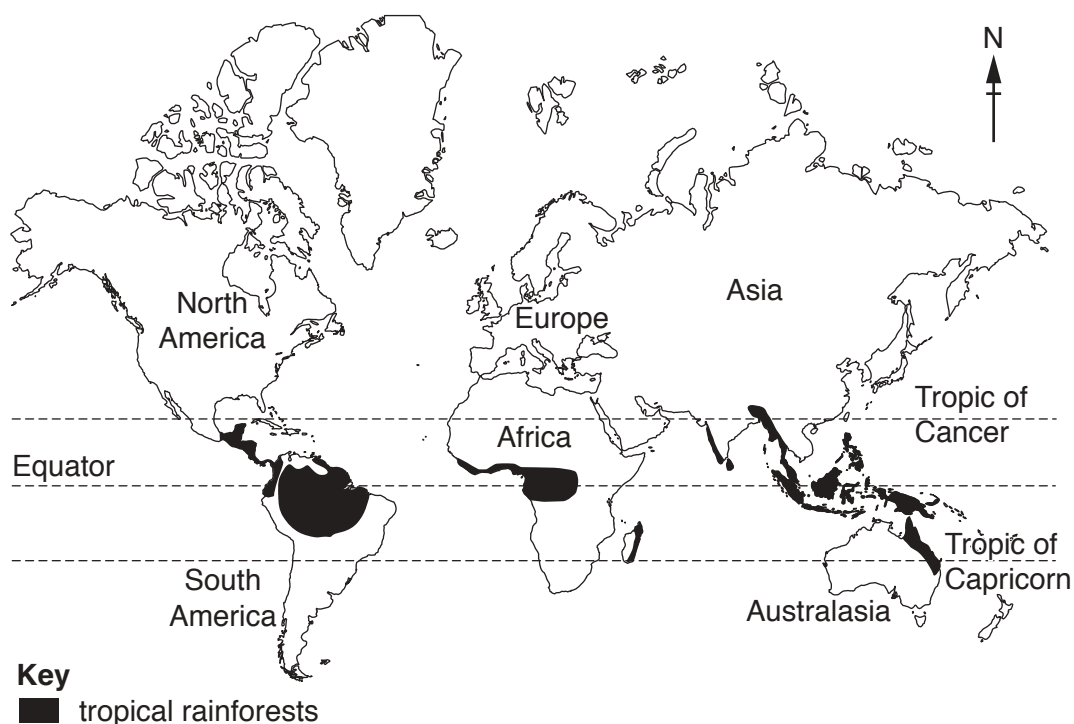 N
Asia
North
America
Europe
Tropic of
Cancer
Africa
Equator
Tropic of
Capricorn
South
America
Australasia
Key
tropical rainforests